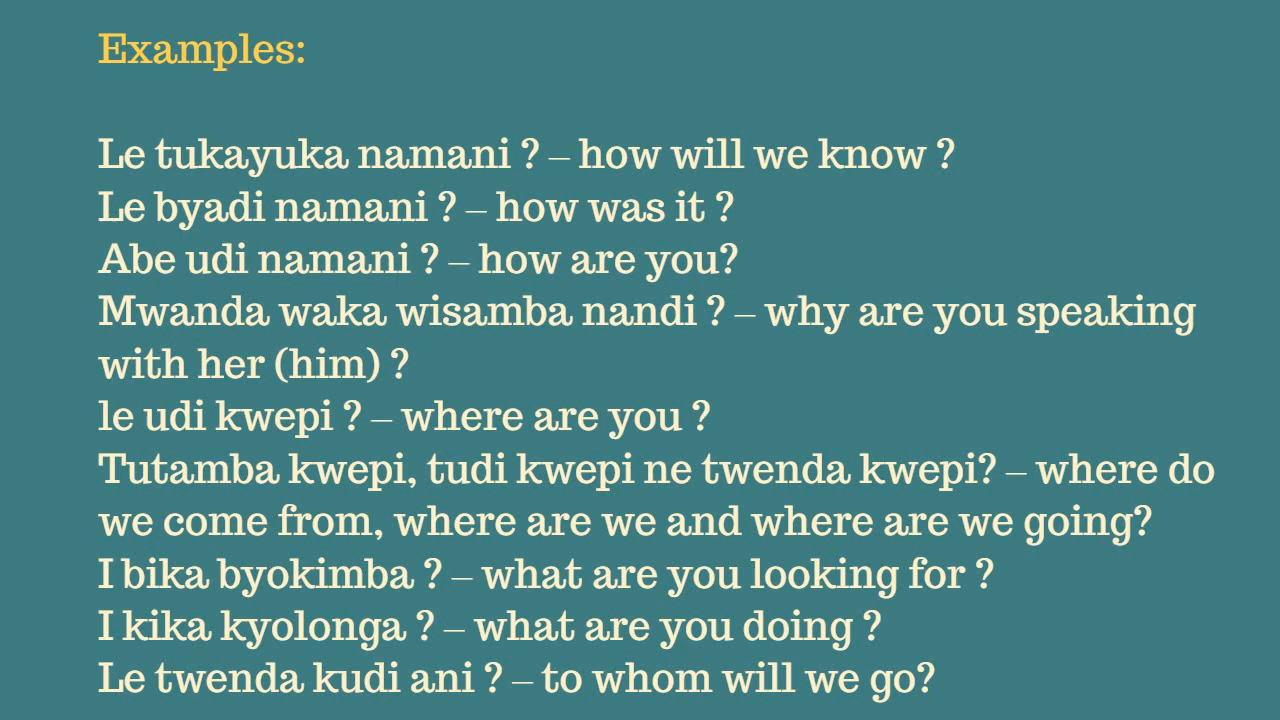 Examples:
Le tukayuka namani ? – how will we know ?
Le byadi namani ? – how was it ?
Abe udi namani ? – how are you?
Mwanda waka wisamba nandi ? – why are you speaking
with her (him) ?
le udi kwepi ? – where are you ?
Tutamba kwepi, tudi kwepi ne twenda kwepi? – where do
we come from, where are we and where are we going?
I bika byokimba ? – what are you looking for ?
I kika kyolonga ? – what are you doing ?
Le twenda kudi ani ? – to whom will we go?